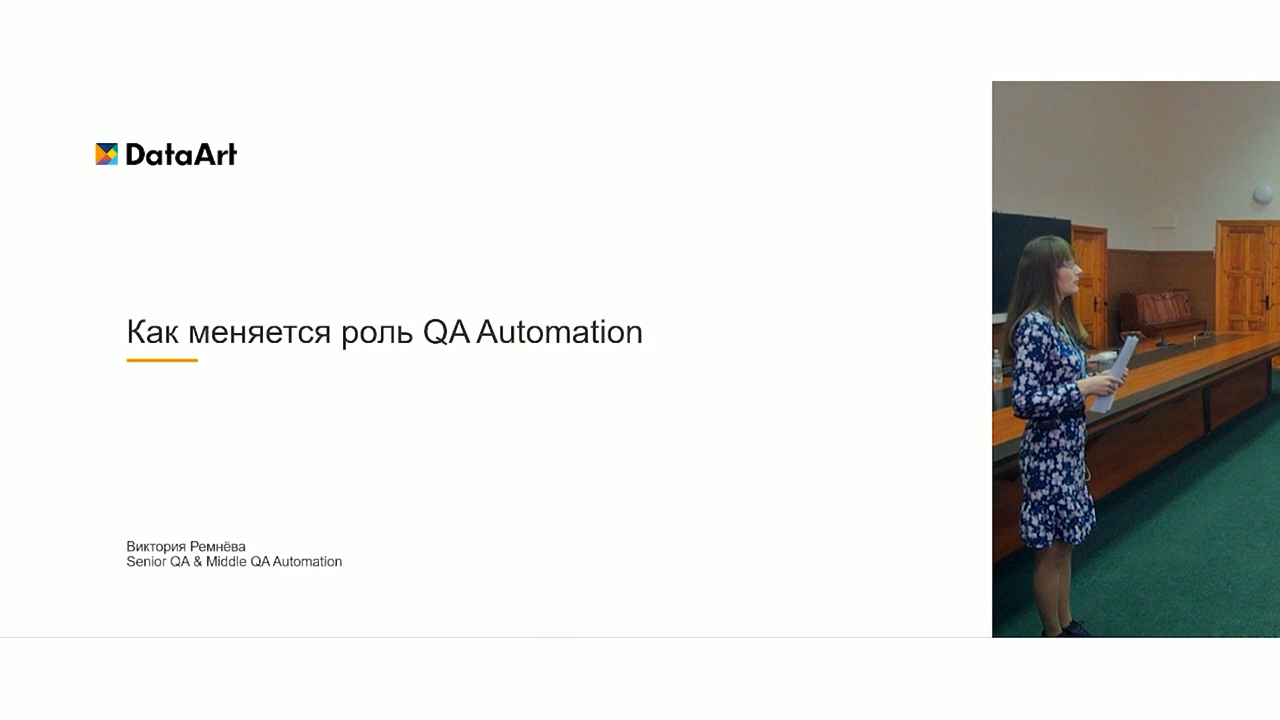 DataArt
Как меняется роль QA Automation
Виктория Ремнёва
Senior QA & Middle QA Automation